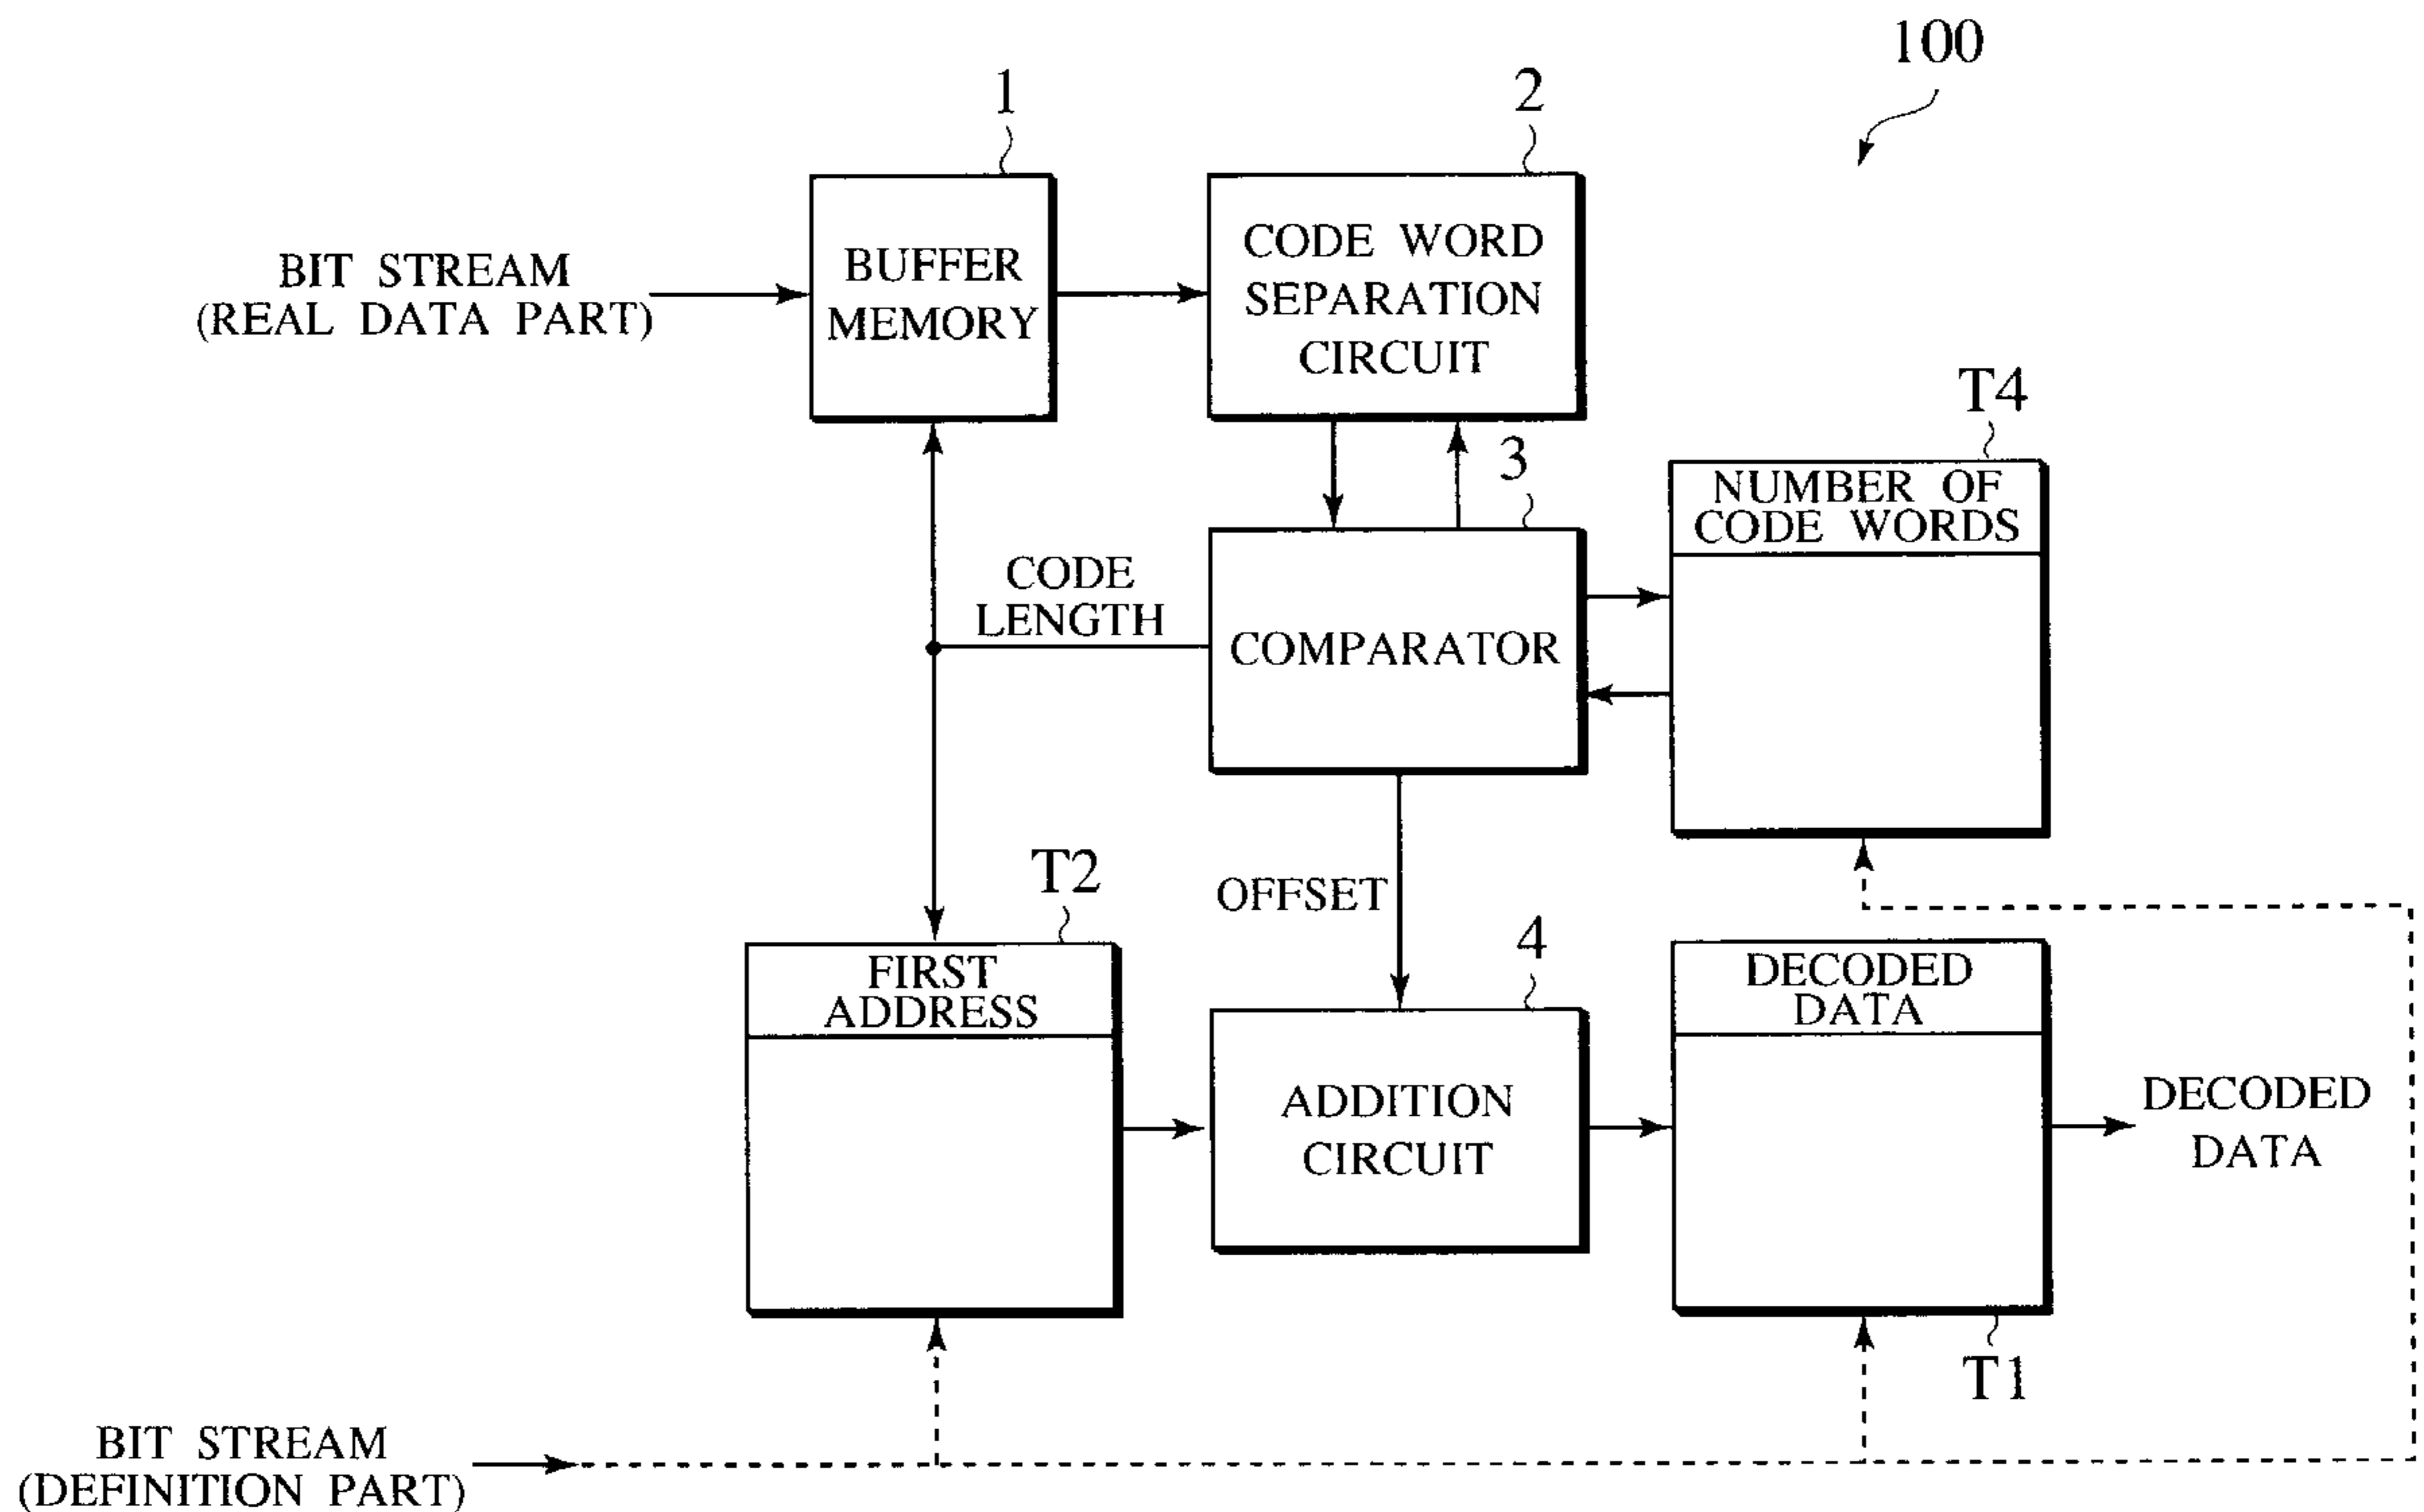 100
1
2
BIT STREAM
(REAL DATA PART)
BUFFER
MEMORY
CODE WORD
SEPARATION
CIRCUIT
T4
3
NUMBER OF
CODE WORDS
CODE
LENGTH
COMPARATOR
T2
OFFSET
4
FIRST
ADDRESS
DECODED
DATA
ADDITION
CIRCUIT
DECODED
DATA
T1
BIT STREAM
(DEFINITION PART)